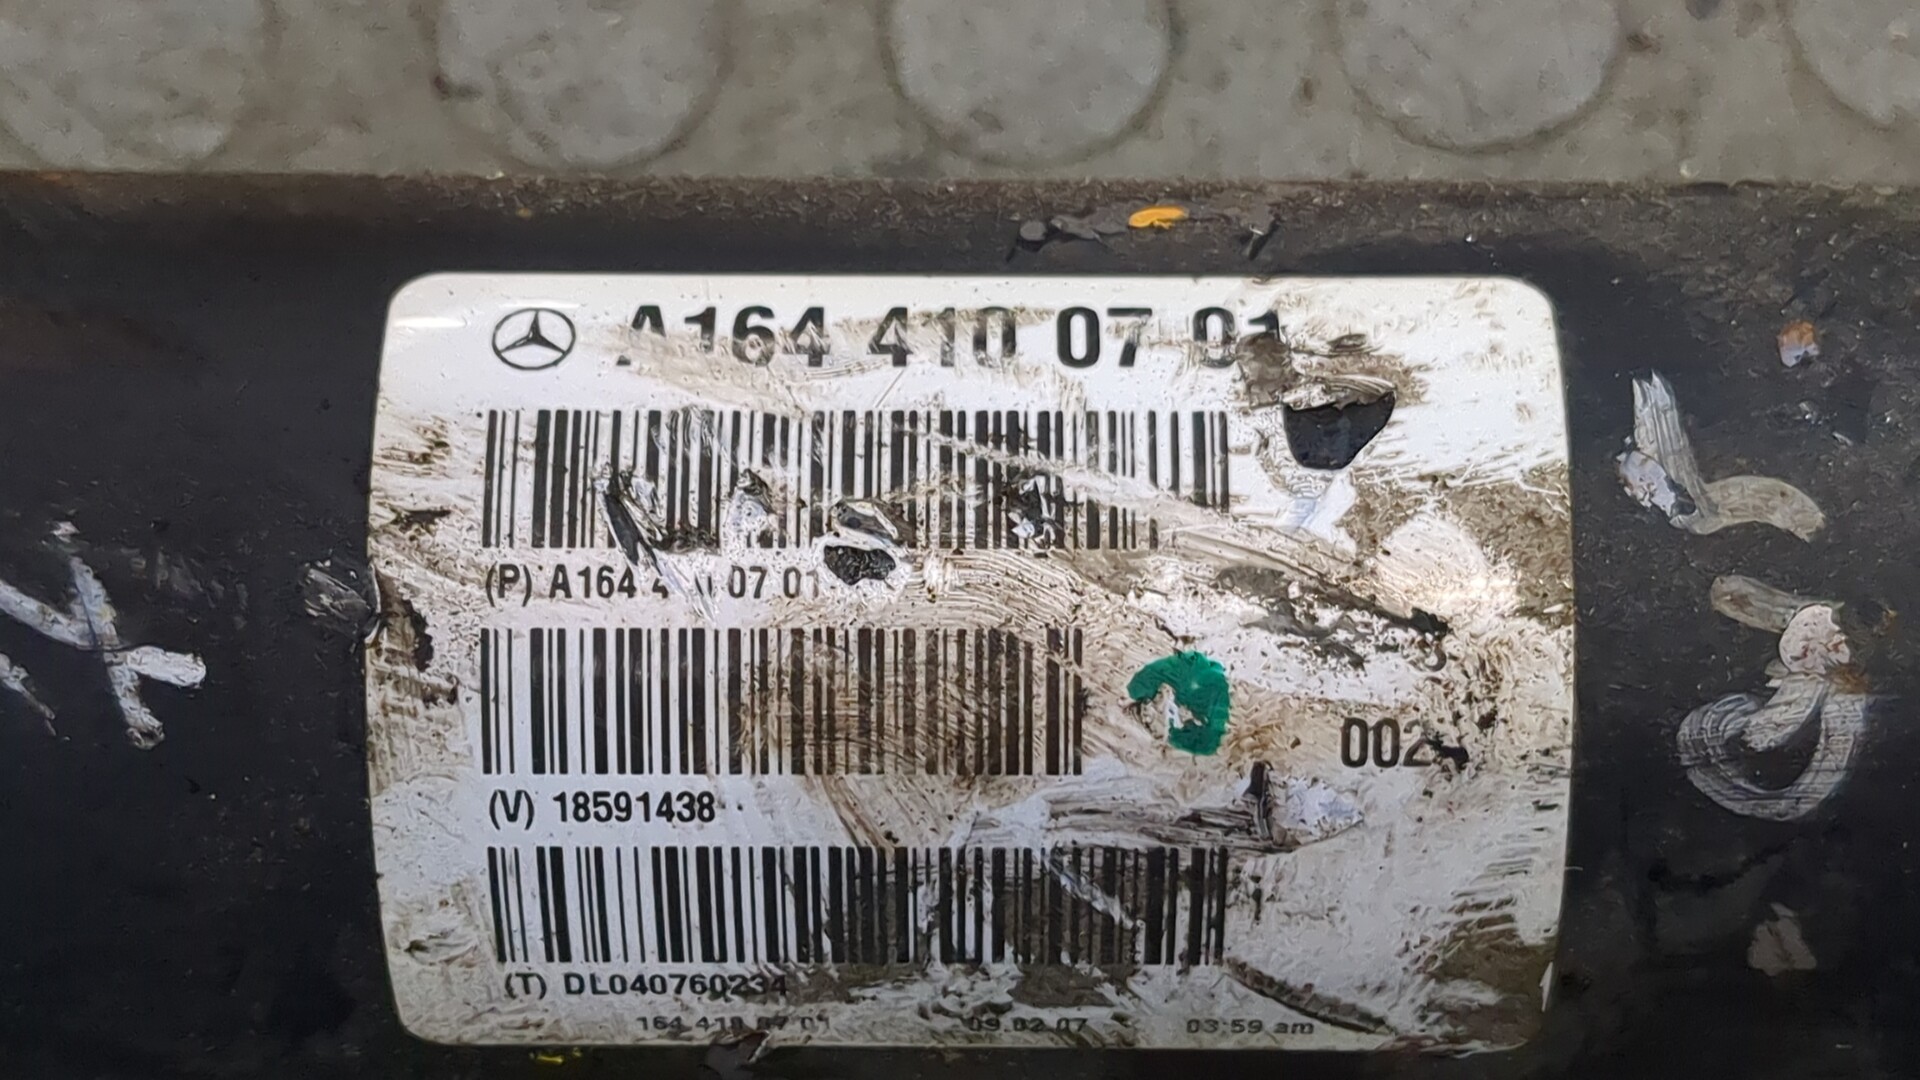 A164 410 07 01
(P) A164 4 0 07 01
002
(V) 18591438
(T) DL040760234
164 410 07 01 09.02.07 03:59 am